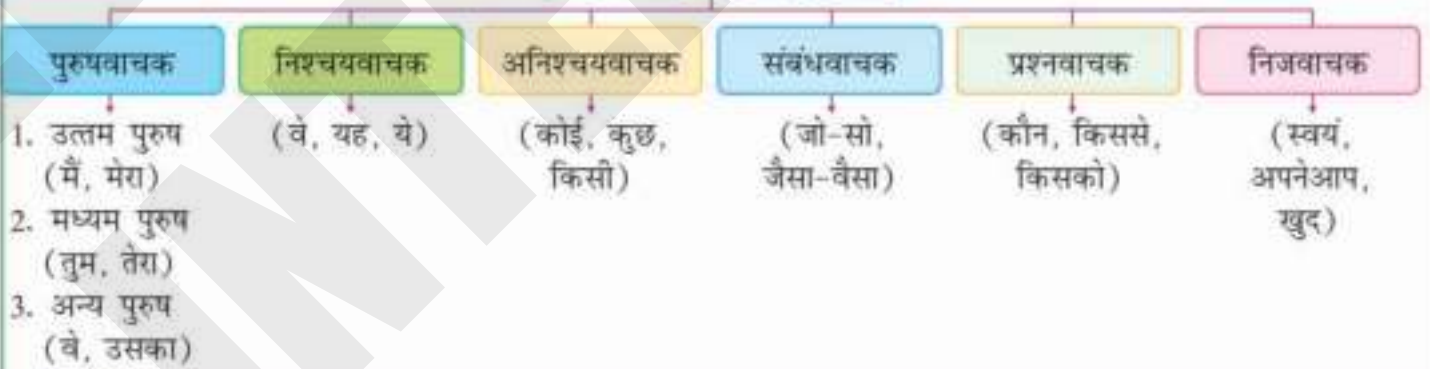 पुरुषवाचक
निश्चयवाचक
अनिश्चयवाचक
संबंधवाचक
प्रश्नवाचक
निजवाचक
1. उत्तम पुरुष
(मैं, मेरा)
2. मध्यम पुरुष
(तुम, तेरा)
3. अन्य पुरुष
(वे, उसका)
(वे, यह, ये)
(कोई, कुछ,
किसी)
(जो-सो,
जैसा-वैसा)
(कौन, किससे,
किसको)
(स्वयं,
अपनेआप,
खुद)